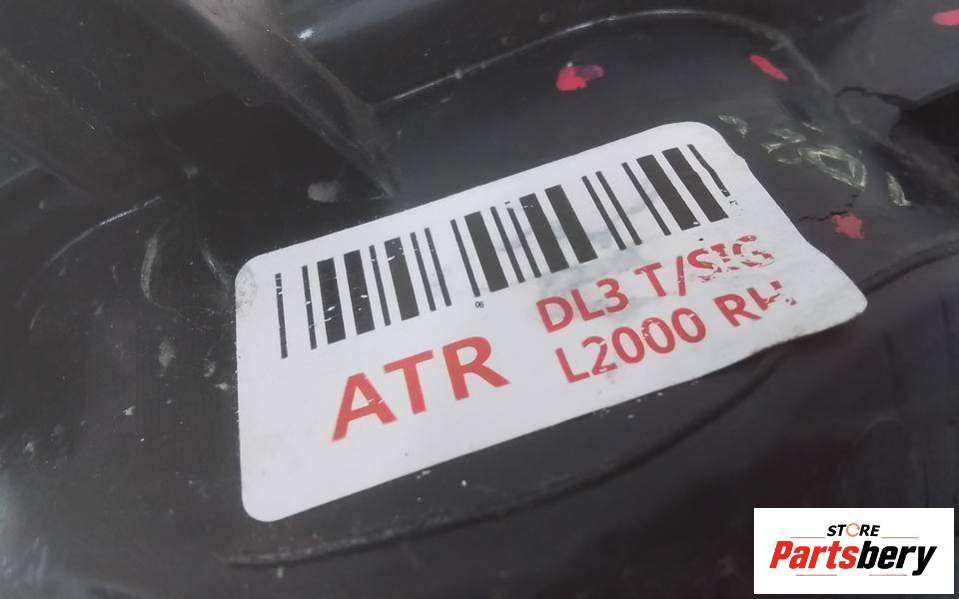 ATR
DL3 T/SIG
L2000 RH
STORE
Partsbery